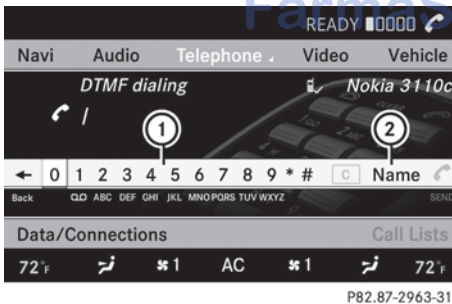 FarmaS
READY
Navi Audio Telephone Video Vehicle
DTMF dialing Nokia 3110c
1 2
0 1 2 3 4 5 6 7 8 9 * # C Name
Back ABC DEF GHI JKL MNO PQRS TUV WXYZ SEND
Data/Connections Call Lists
72°F 1 AC 1 72°F
P82.87-2963-31